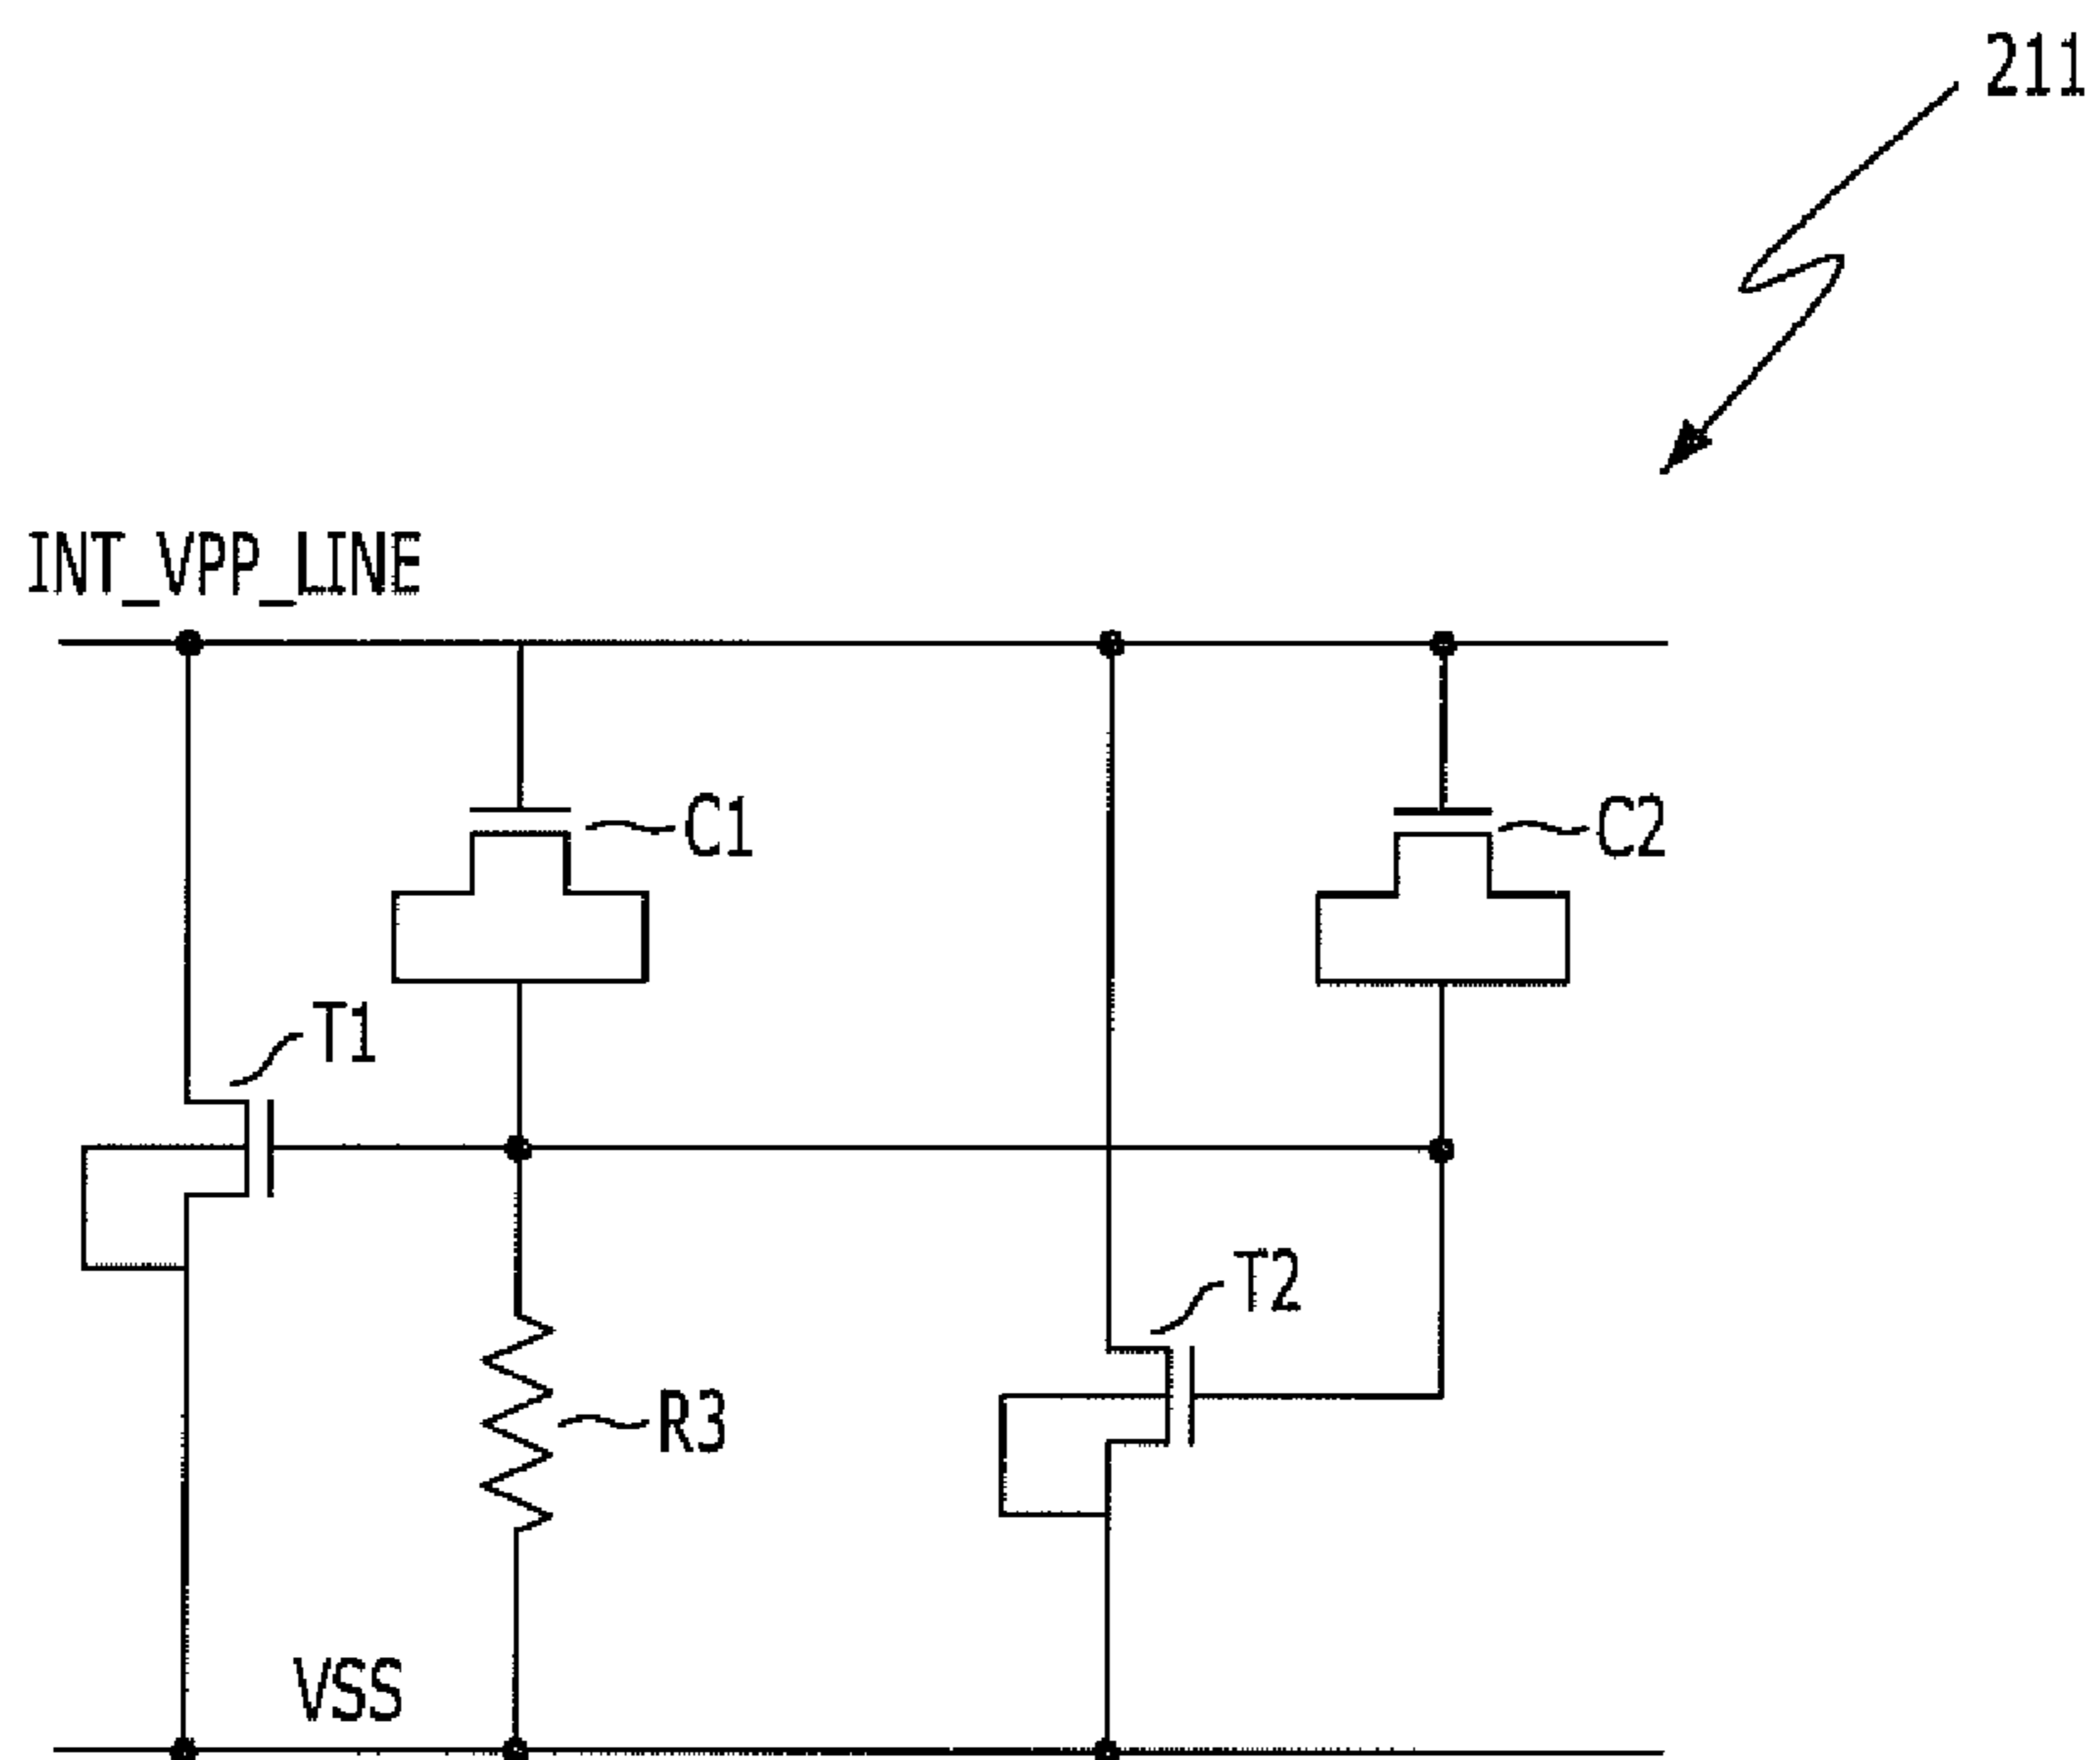 211
INT_VPP_LINE
C1
C2
T1
T2
R3
VSS